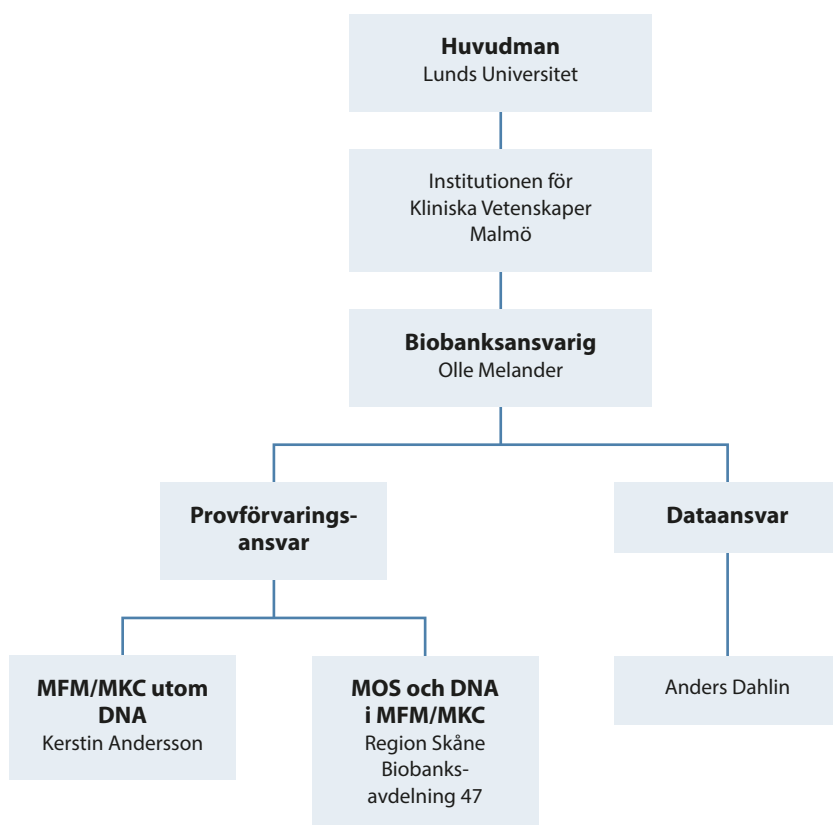 Huvudman
Lunds Universitet
Institutionen för
Kliniska Vetenskaper
Malmö
Biobanksansvarig
Olle Melander
Provförvarings-
ansvar
Dataansvar
MFM/MKC utom
DNA
Kerstin Andersson
MOS och DNA
i MFM/MKC
Region Skåne
Biobanks-
avdelning 47
Anders Dahlin